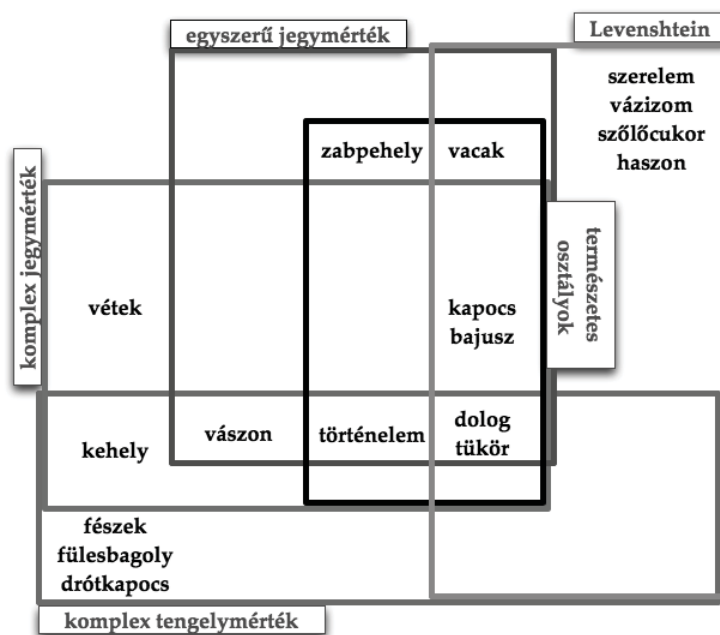 egyszerű jegymérték
Levenshtein
szerelem
vázizom
szőlőcukor
haszon
zabpehely
vacak
komplex jegymérték
természetes
osztályok
vétek
kapocs
bajusz
kehely
vászon
történelem
dolog
tükör
fészek
fülesbagoly
drótkapocs
komplex tengelymérték